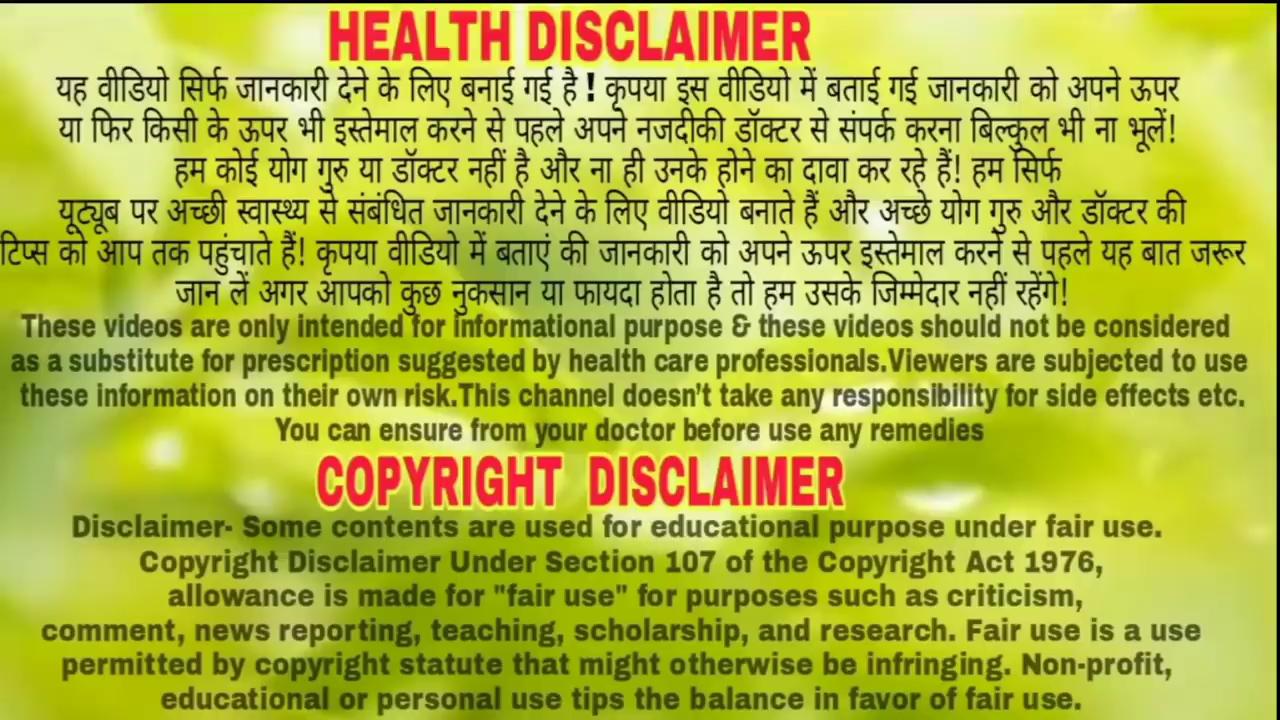 HEALTH DISCLAIMER
यह वीडियो सिर्फ जानकारी देने के लिए बनाई गई है ! कृपया इस वीडियो में बताई गई जानकारी को अपने ऊपर
या फिर किसी के ऊपर भी इस्तेमाल करने से पहले अपने नजदीकी डॉक्टर से संपर्क करना बिल्कुल भी ना भूलें!
हम कोई योग गुरु या डॉक्टर नहीं है और ना ही उनके होने का दावा कर रहे हैं! हम सिर्फ
यूट्यूब पर अच्छी स्वास्थ्य से संबंधित जानकारी देने के लिए वीडियो बनाते हैं और अच्छे योग गुरु और डॉक्टर की
टिप्स को आप तक पहुंचाते हैं! कृपया वीडियो में बताएं की जानकारी को अपने ऊपर इस्तेमाल करने से पहले यह बात जरूर
जान लें अगर आपको कुछ नुकसान या फायदा होता है तो हम उसके जिम्मेदार नहीं रहेंगे!
These videos are only intended for informational purpose & these videos should not be considered
as a substitute for prescription suggested by health care professionals.Viewers are subjected to use
these information on their own risk.This channel doesn't take any responsibility for side effects etc.
You can ensure from your doctor before use any remedies
COPYRIGHT DISCLAIMER
Disclaimer- Some contents are used for educational purpose under fair use.
Copyright Disclaimer Under Section 107 of the Copyright Act 1976,
allowance is made for "fair use" for purposes such as criticism,
comment, news reporting, teaching, scholarship, and research. Fair use is a use
permitted by copyright statute that might otherwise be infringing. Non-profit,
educational or personal use tips the balance in favor of fair use.